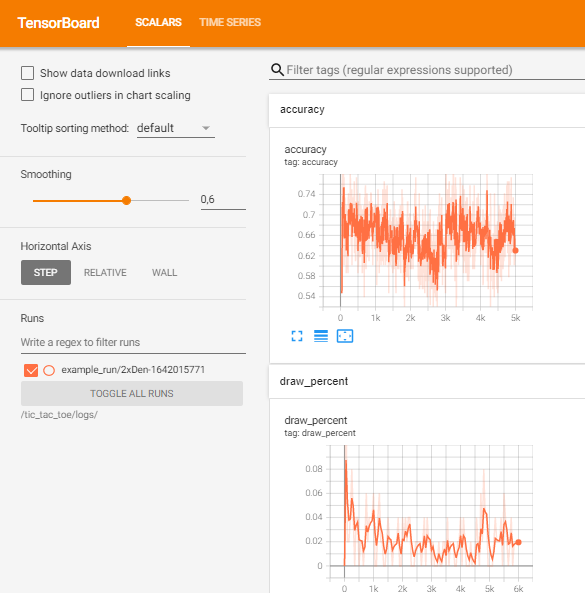 TensorBoard
SCALARS
TIME SERIES
Show data download links
Ignore outliers in chart scaling
Tooltip sorting method: default
Smoothing
0,6
Horizontal Axis
STEP RELATIVE WALL
Runs
Write a regex to filter runs
example_run/2xDen-1642015771
TOGGLE ALL RUNS
/tic_tac_toe/logs/
Filter tags (regular expressions supported)
accuracy
accuracy
tag: accuracy
0.74
0.7
0.66
0.62
0.58
0.54
0 1k 2k 3k 4k 5k
draw_percent
draw_percent
tag: draw_percent
0.08
0.06
0.04
0.02
0
0 1k 2k 3k 4k 5k 6k